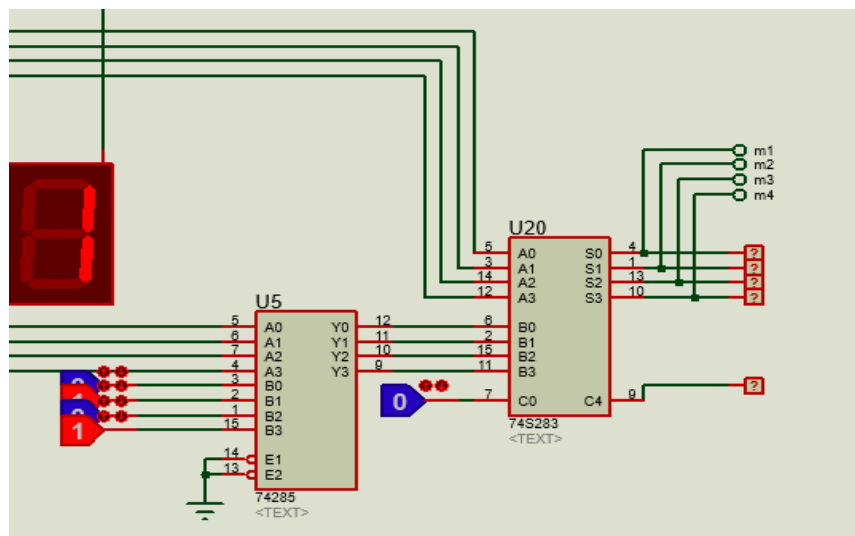 m1
m2
m3
m4
U20
5 A0 S0 4 ?
3 A1 S1 1 ?
14 A2 S2 13 ?
12 A3 S3 10 ?
6 B0
2 B1
15 B2
11 B3
7 C0 C4 9 ?
0
74S283
<TEXT>
1
U5
5 A0 Y0 12
6 A1 Y1 11
7 A2 Y2 10
4 A3 Y3 9
3 B0
2 B1
1 B2
15 B3
1
14 E1
13 E2
74285
<TEXT>